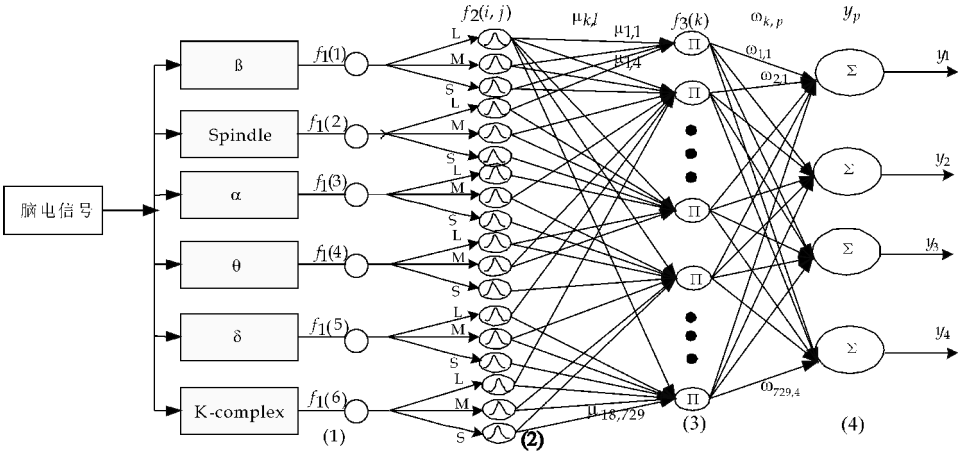 f2(i, j)
μk,l
f3(k)
ωk, p
yp
脑电信号
ß
Spindle
α
θ
δ
K-complex
f1(1)
f1(2)
f1(3)
f1(4)
f1(5)
f1(6)
(1)
L
M
S
L
M
S
L
M
S
L
M
S
L
M
S
L
M
S
(2)
μ1,1
μ1,4
μ18,729
Π
Π
Π
Π
Π
(3)
ω1,1
ω2,1
ω729,4
Σ
Σ
Σ
Σ
(4)
y1
y2
y3
y4